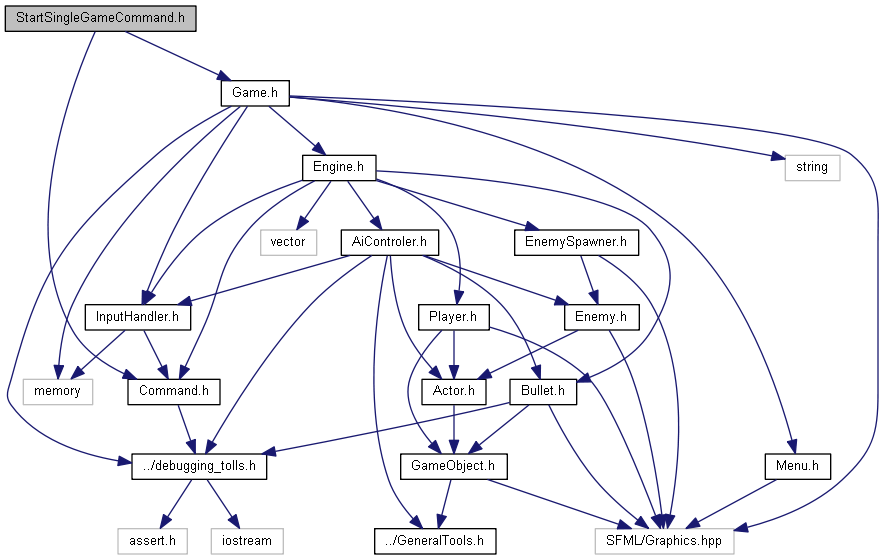 StartSingleGameCommand.h
Game.h
Engine.h
string
vector
AiControler.h
EnemySpawner.h
InputHandler.h
Player.h
Enemy.h
memory
Command.h
Actor.h
Bullet.h
../debugging_tolls.h
GameObject.h
Menu.h
assert.h
iostream
../GeneralTools.h
SFML/Graphics.hpp